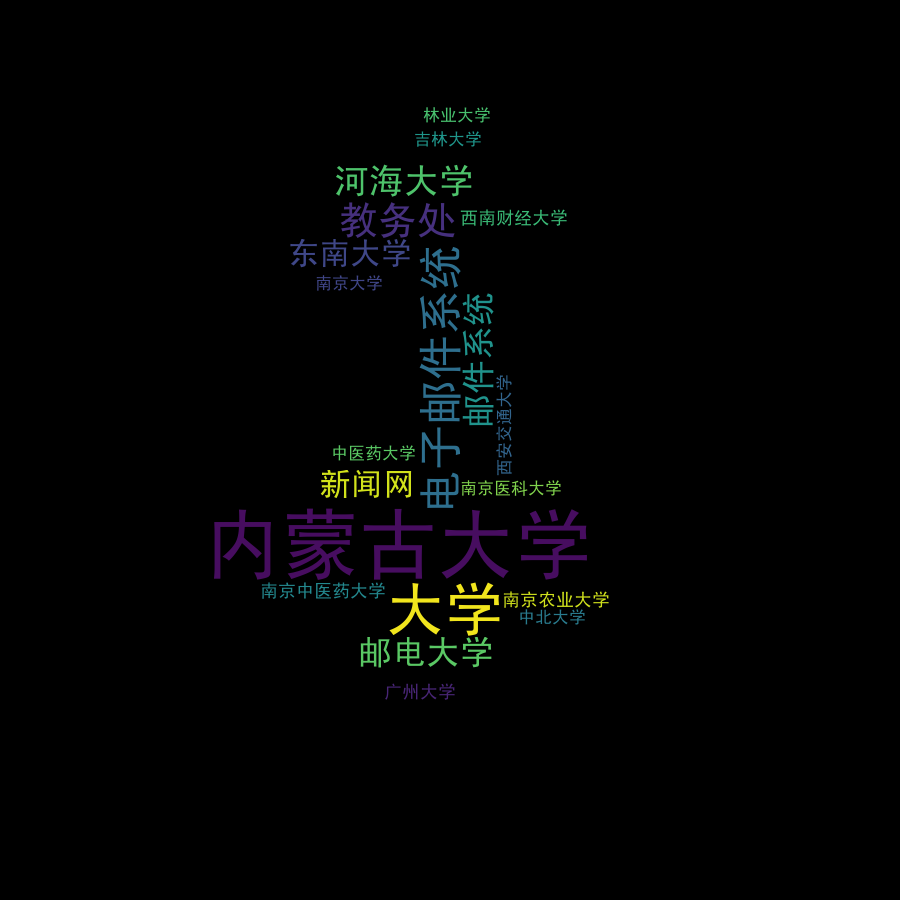 林业大学
吉林大学
河海大学
教务处
西南财经大学
东南大学
南京大学
电子邮件系统
邮件系统
西安交通大学
中医药大学
新闻网
南京医科大学
内蒙古大学
南京中医药大学
大学
南京农业大学
中北大学
邮电大学
广州大学